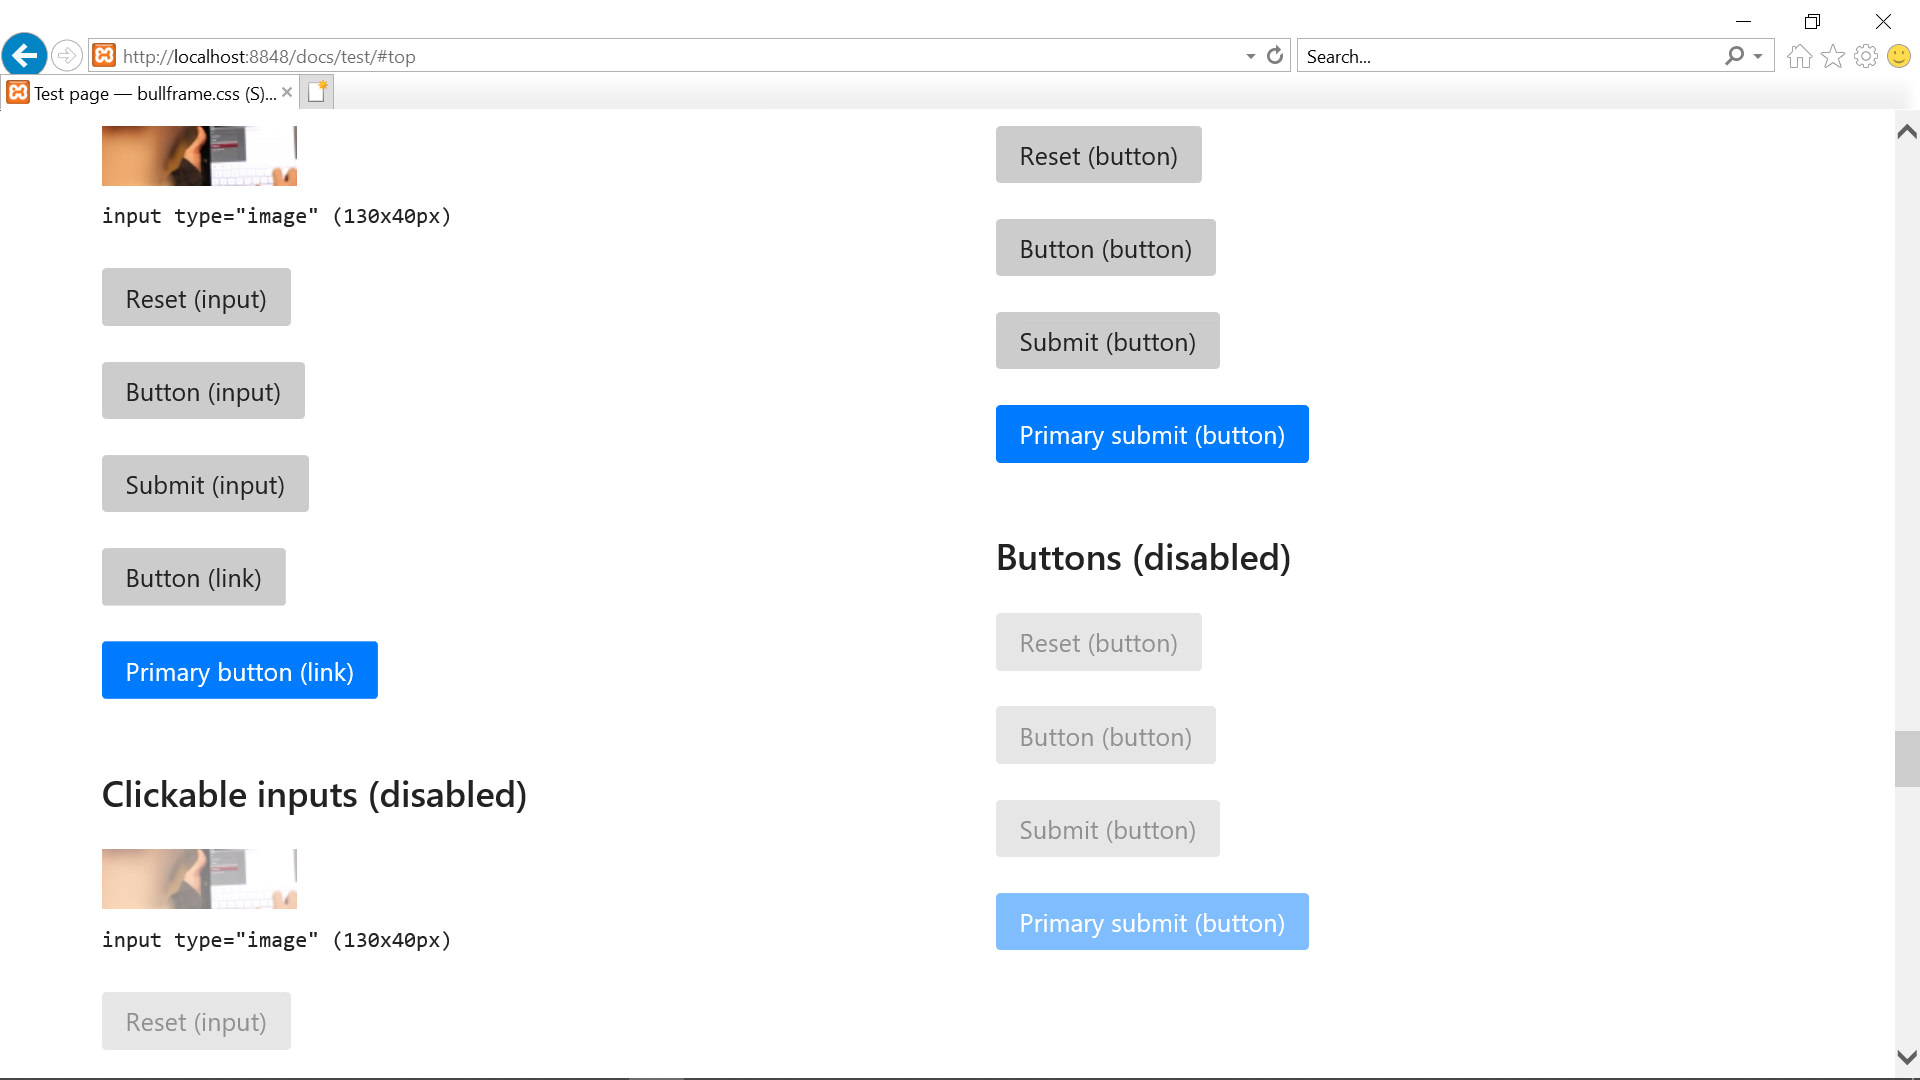 http://localhost:8848/docs/test/#top
Search...
Test page — bullframe.css (S)...
input type="image" (130x40px)
Reset (input)
Button (input)
Submit (input)
Button (link)
Primary button (link)
Clickable inputs (disabled)
input type="image" (130x40px)
Reset (input)
Reset (button)
Button (button)
Submit (button)
Primary submit (button)
Buttons (disabled)
Reset (button)
Button (button)
Submit (button)
Primary submit (button)